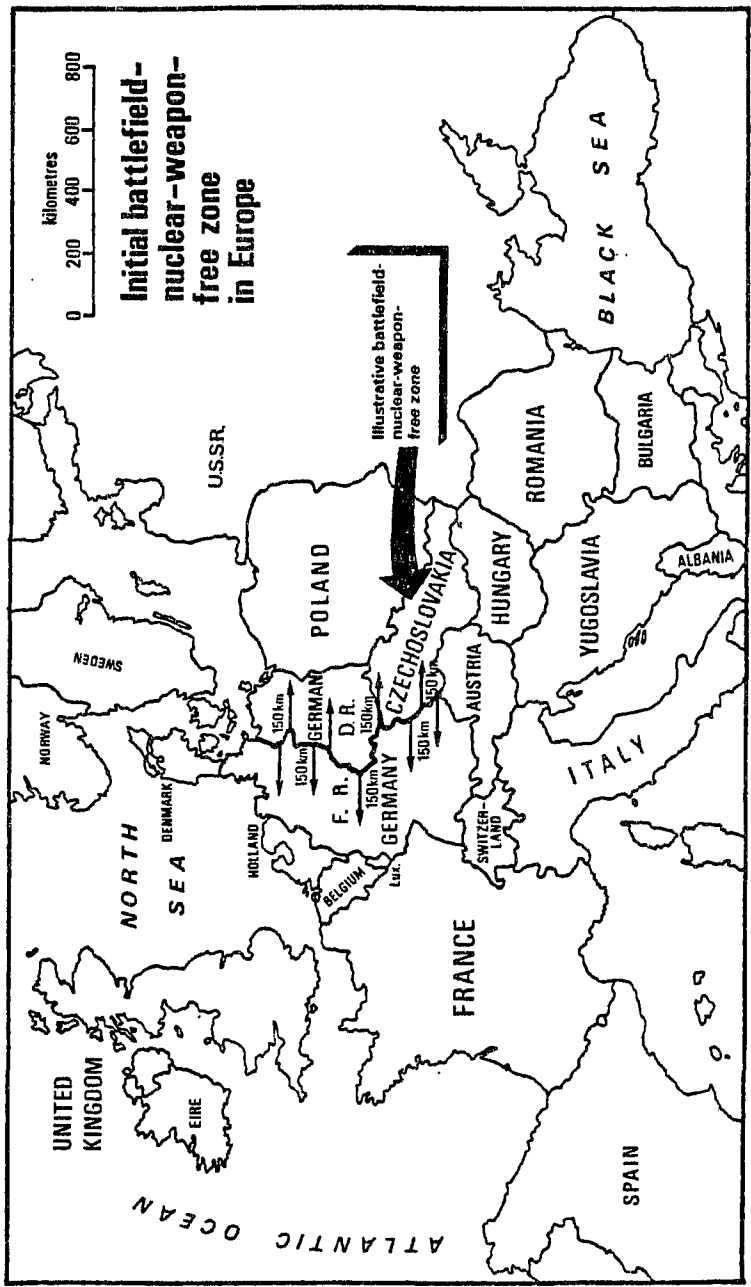 kilometres
0 200 400 600 800
Initial battlefield-
nuclear-weapon-
free zone
in Europe
Illustrative battlefield-
nuclear-weapon-
free zone
UNITED
KINGDOM
EIRE
ATLANTIC OCEAN
NORTH
SEA
NORWAY
SWEDEN
DENMARK
HOLLAND
BELGIUM
Lux.
U.S.SR.
POLAND
GERMAN
D.R.
F. R.
GERMANY
150km
150km
150km
150km
150km
150km
CZECHOSLOVAKIA
FRANCE
SWITZER-
LAND
AUSTRIA
HUNGARY
ROMANIA
YUGOSLAVIA
BULGARIA
ALBANIA
ITALY
SPAIN
BLACK SEA